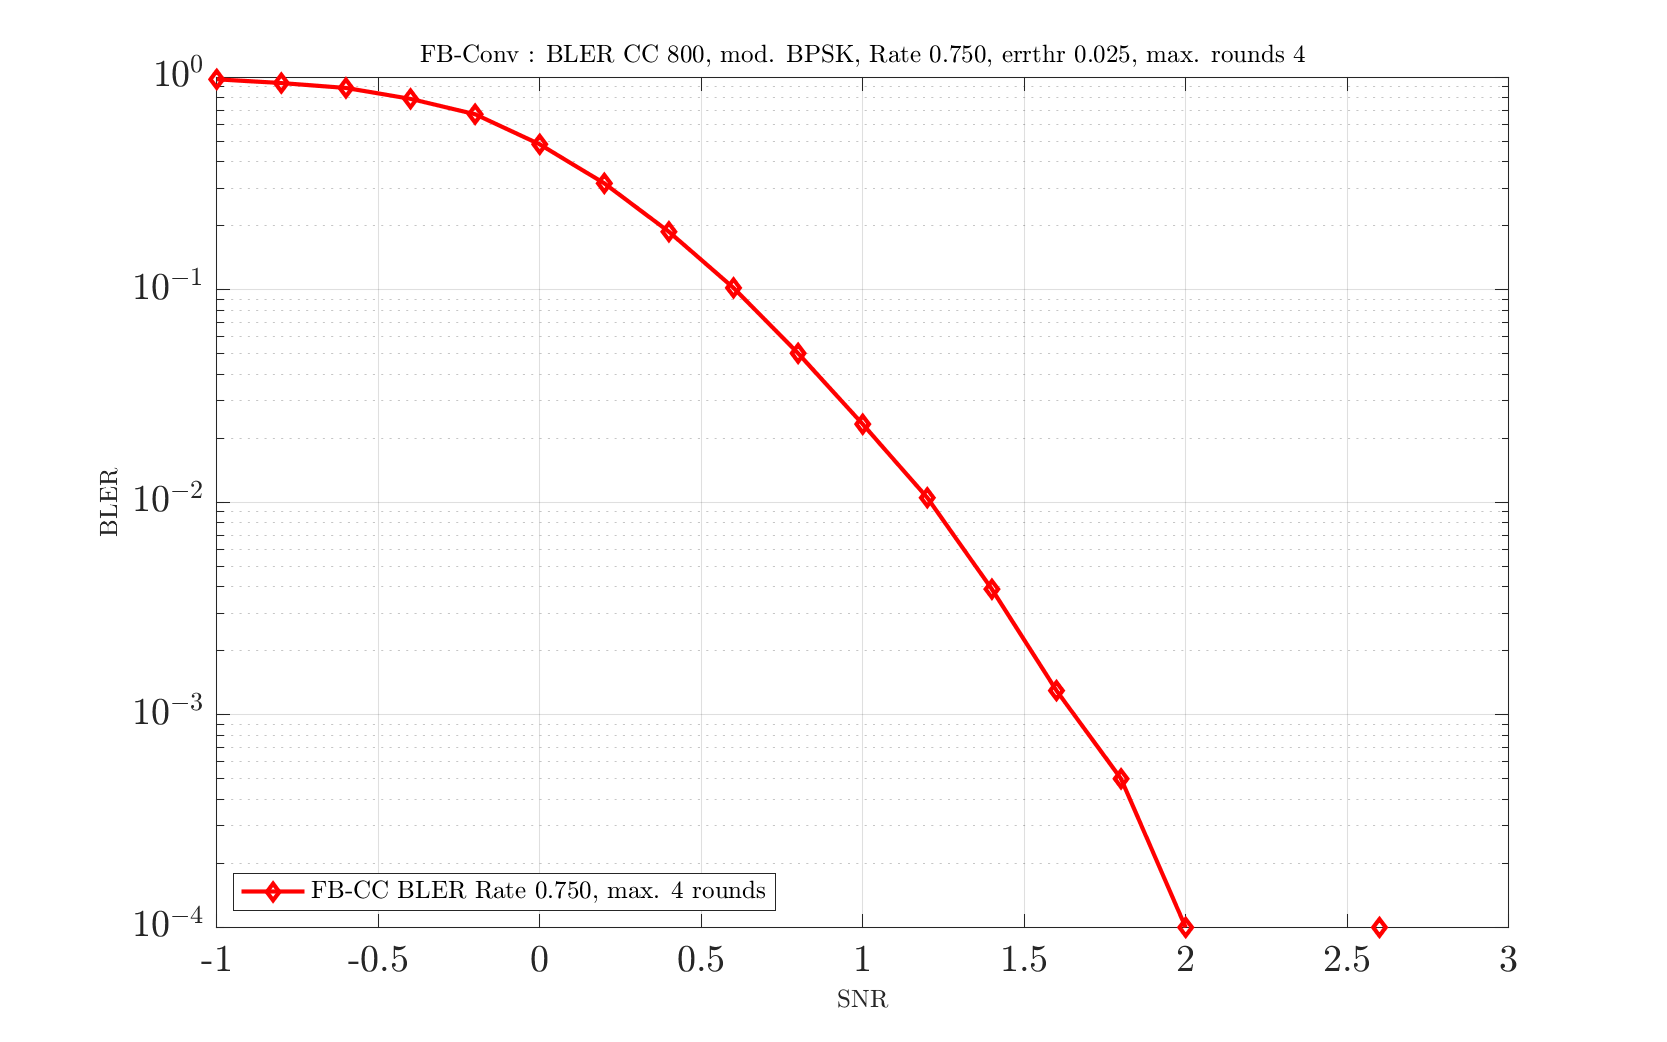 FB-Conv : BLER CC 800, mod. BPSK, Rate 0.750, errthr 0.025, max. rounds 4
10^0
10^{-1}
10^{-2}
10^{-3}
10^{-4}
BLER
FB-CC BLER Rate 0.750, max. 4 rounds
-1 -0.5 0 0.5 1 1.5 2 2.5 3
SNR